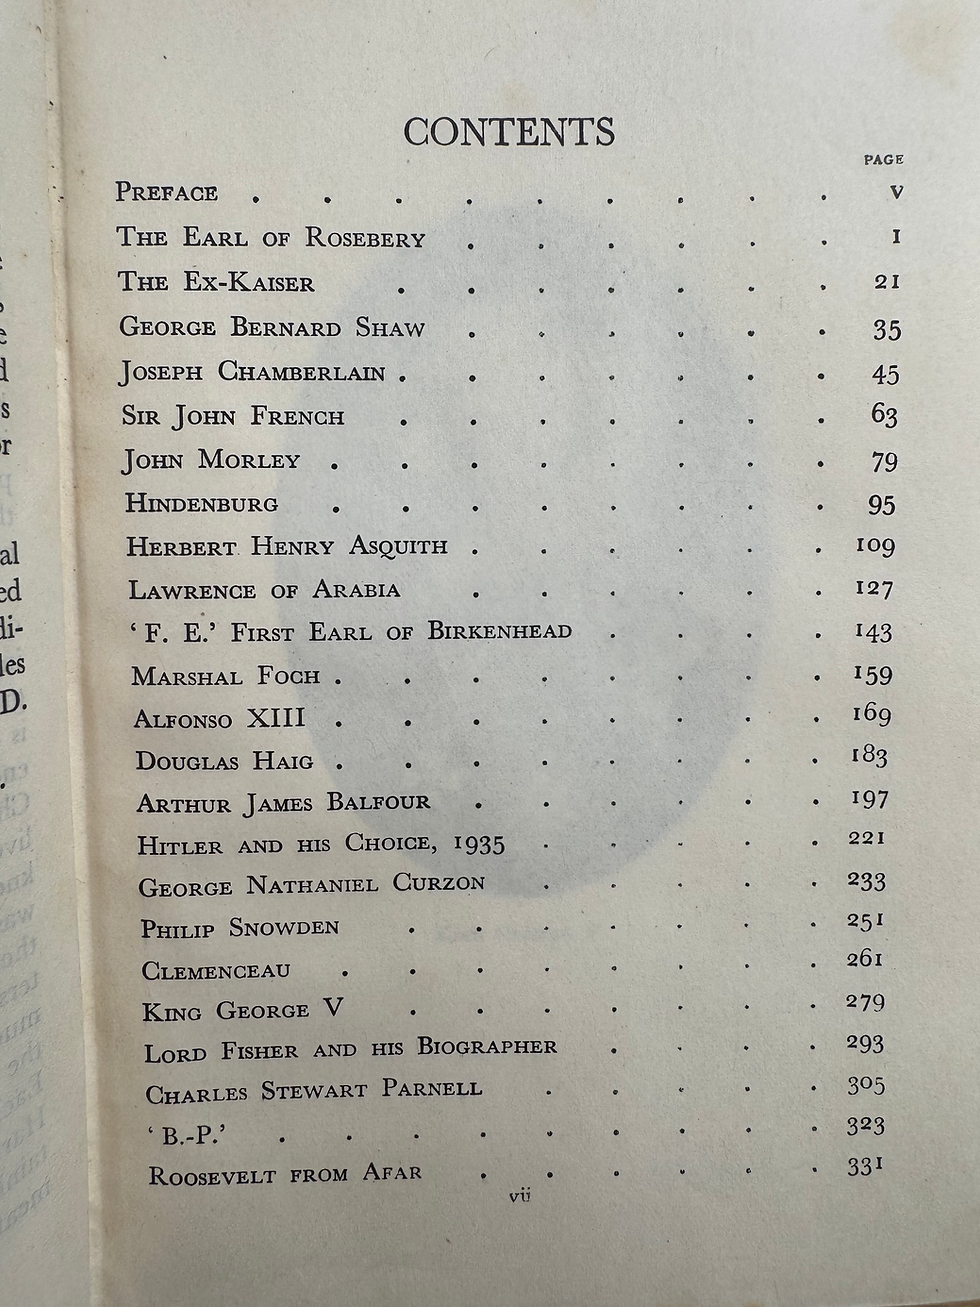 CONTENTS
PAGE
PREFACE . . . . . . . . . v
THE EARL OF ROSEBERY . . . . . . 1
THE EX-KAISER . . . . . . . 21
GEORGE BERNARD SHAW . . . . . . 35
JOSEPH CHAMBERLAIN . . . . . . . 45
SIR JOHN FRENCH . . . . . . . 63
JOHN MORLEY . . . . . . . . 79
HINDENBURG . . . . . . . . 95
HERBERT HENRY ASQUITH . . . . . . 109
LAWRENCE OF ARABIA . . . . . . 127
‘ F. E.’ FIRST EARL OF BIRKENHEAD . . . . 143
MARSHAL FOCH . . . . . . . . 159
ALFONSO XIII . . . . . . . . 169
DOUGLAS HAIG . . . . . . . . 183
ARTHUR JAMES BALFOUR . . . . . . 197
HITLER AND HIS CHOICE, 1935 . . . . . 221
GEORGE NATHANIEL CURZON . . . . . 233
PHILIP SNOWDEN . . . . . . . 251
CLEMENCEAU . . . . . . . . 261
KING GEORGE V . . . . . . . 279
LORD FISHER AND HIS BIOGRAPHER . . . . 293
CHARLES STEWART PARNELL . . . . . 305
‘ B.-P.’ . . . . . . . . . 323
ROOSEVELT FROM AFAR . . . . . . 331
vii